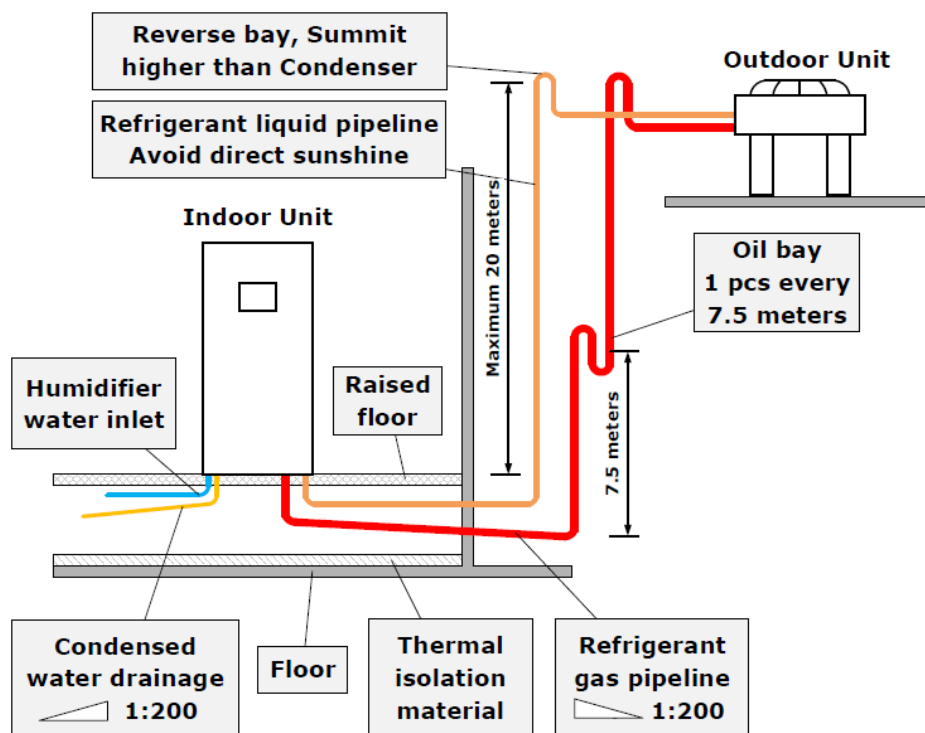 Reverse bay, Summit
higher than Condenser
Outdoor Unit
Refrigerant liquid pipeline
Avoid direct sunshine
Indoor Unit
Maximum 20 meters
Oil bay
1 pcs every
7.5 meters
Humidifier
water inlet
Raised
floor
7.5 meters
Condensed
water drainage
1:200
Floor
Thermal
isolation
material
Refrigerant
gas pipeline
1:200